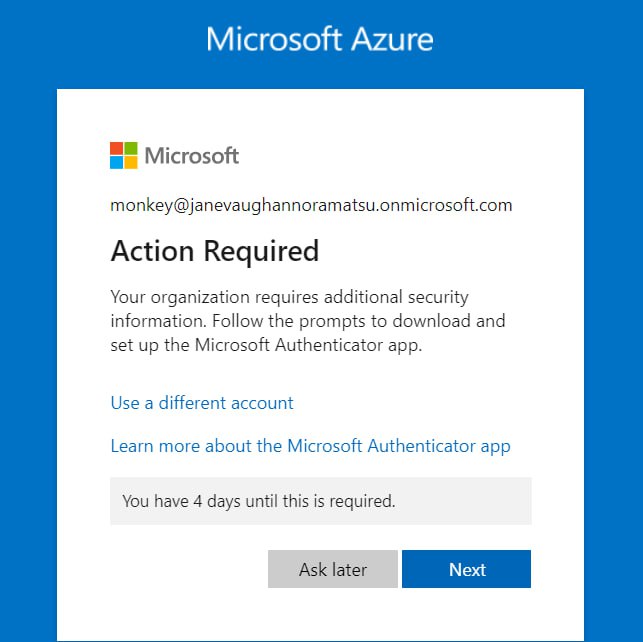 Microsoft Azure
Microsoft
monkey@janevaughannoramatsu.onmicrosoft.com
Action Required
Your organization requires additional security
information. Follow the prompts to download and
set up the Microsoft Authenticator app.
Use a different account
Learn more about the Microsoft Authenticator app
You have 4 days until this is required.
Ask later
Next